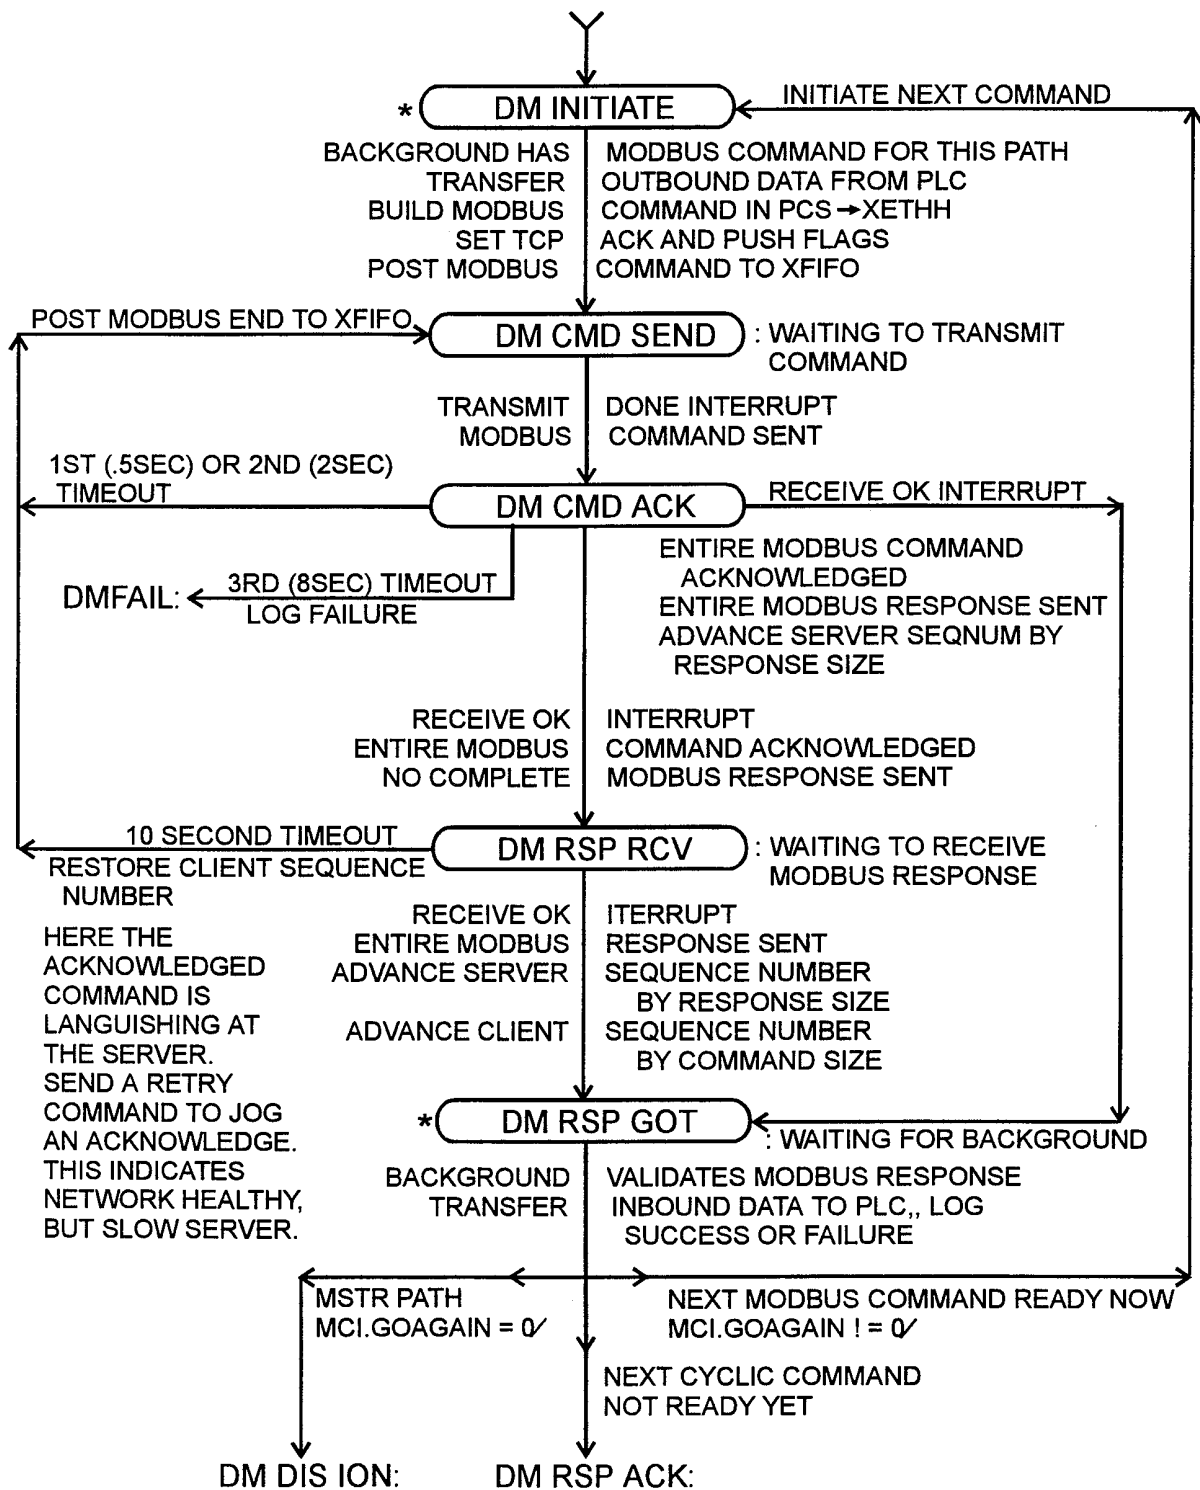 INITIATE NEXT COMMAND
* DM INITIATE
BACKGROUND HAS MODBUS COMMAND FOR THIS PATH
TRANSFER OUTBOUND DATA FROM PLC
BUILD MODBUS COMMAND IN PCS → XETHH
SET TCP ACK AND PUSH FLAGS
POST MODBUS COMMAND TO XFIFO
POST MODBUS END TO XFIFO
DM CMD SEND : WAITING TO TRANSMIT
COMMAND
TRANSMIT DONE INTERRUPT
MODBUS COMMAND SENT
1ST (.5SEC) OR 2ND (2SEC)
TIMEOUT
DM CMD ACK
RECEIVE OK INTERRUPT
ENTIRE MODBUS COMMAND
ACKNOWLEDGED
ENTIRE MODBUS RESPONSE SENT
ADVANCE SERVER SEQNUM BY
RESPONSE SIZE
DMFAIL: 3RD (8SEC) TIMEOUT
LOG FAILURE
RECEIVE OK INTERRUPT
ENTIRE MODBUS COMMAND ACKNOWLEDGED
NO COMPLETE MODBUS RESPONSE SENT
10 SECOND TIMEOUT
RESTORE CLIENT SEQUENCE
NUMBER
DM RSP RCV : WAITING TO RECEIVE
MODBUS RESPONSE
HERE THE
ACKNOWLEDGED
COMMAND IS
LANGUISHING AT
THE SERVER.
SEND A RETRY
COMMAND TO JOG
AN ACKNOWLEDGE.
THIS INDICATES
NETWORK HEALTHY,
BUT SLOW SERVER.
RECEIVE OK ITERRUPT
ENTIRE MODBUS RESPONSE SENT
ADVANCE SERVER SEQUENCE NUMBER
BY RESPONSE SIZE
ADVANCE CLIENT SEQUENCE NUMBER
BY COMMAND SIZE
* DM RSP GOT
: WAITING FOR BACKGROUND
BACKGROUND VALIDATES MODBUS RESPONSE
TRANSFER INBOUND DATA TO PLC,, LOG
SUCCESS OR FAILURE
MSTR PATH
MCI.GOAGAIN = 0
NEXT MODBUS COMMAND READY NOW
MCI.GOAGAIN ! = 0
NEXT CYCLIC COMMAND
NOT READY YET
DM DIS ION:
DM RSP ACK: